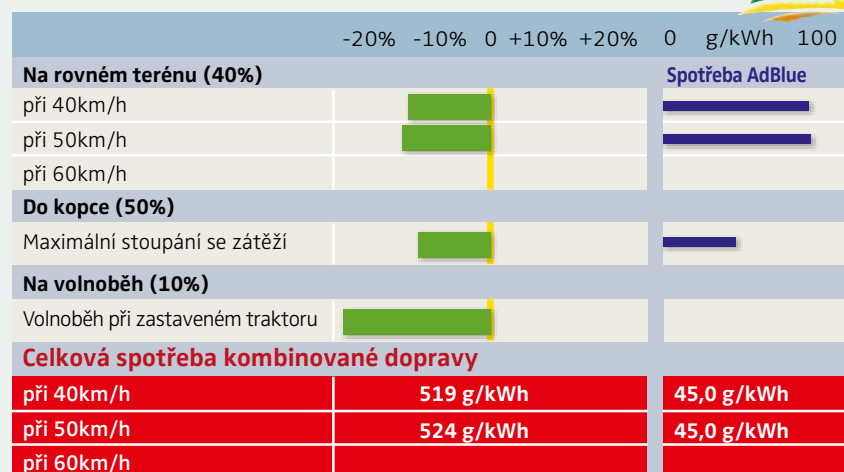 -20% -10% 0 +10% +20% 0 g/kWh 100
Na rovném terénu (40%) Spotřeba AdBlue
při 40km/h
při 50km/h
při 60km/h
Do kopce (50%)
Maximální stoupání se zátěží
Na volnoběh (10%)
Volnoběh při zastaveném traktoru
Celková spotřeba kombinované dopravy
při 40km/h 519 g/kWh 45,0 g/kWh
při 50km/h 524 g/kWh 45,0 g/kWh
při 60km/h